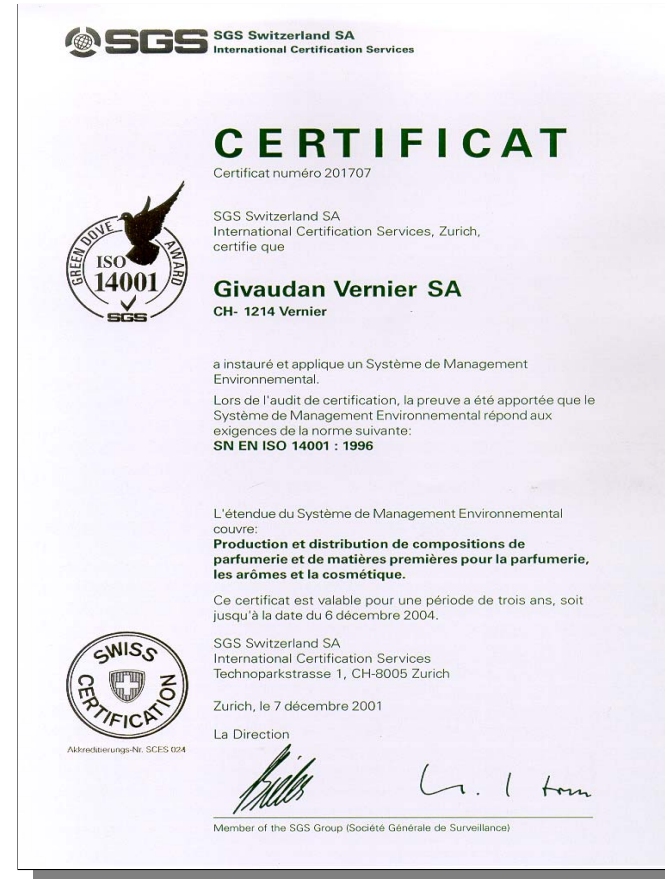 SGS SGS Switzerland SA
International Certification Services
CERTIFICAT
Certificat numéro 201707
GREEN DOVE AWARD
ISO
14001
SGS
SGS Switzerland SA
International Certification Services, Zurich,
certifie que
Givaudan Vernier SA
CH- 1214 Vernier
a instauré et applique un Système de Management
Environnemental.
Lors de l'audit de certification, la preuve a été apportée que le
Système de Management Environnemental répond aux
exigences de la norme suivante:
SN EN ISO 14001 : 1996
L'étendue du Système de Management Environnemental
couvre:
Production et distribution de compositions de
parfumerie et de matières premières pour la parfumerie,
les arômes et la cosmétique.
Ce certificat est valable pour une période de trois ans, soit
jusqu'à la date du 6 décembre 2004.
SGS Switzerland SA
International Certification Services
Technoparkstrasse 1, CH-8005 Zurich
SWISS
CERTIFICATION
Akkreditierungs-Nr. SCES 024
Zurich, le 7 décembre 2001
La Direction
Member of the SGS Group (Société Générale de Surveillance)